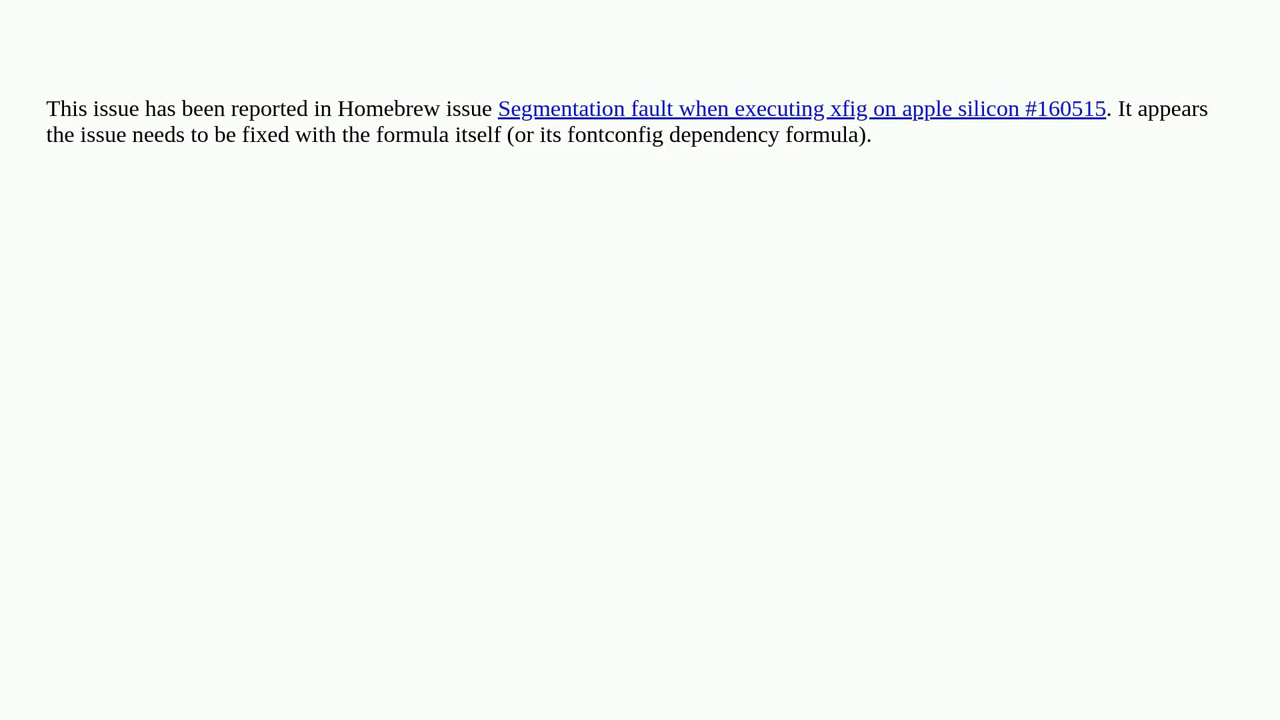 This issue has been reported in Homebrew issue Segmentation fault when executing xfig on apple silicon #160515. It appears
the issue needs to be fixed with the formula itself (or its fontconfig dependency formula).